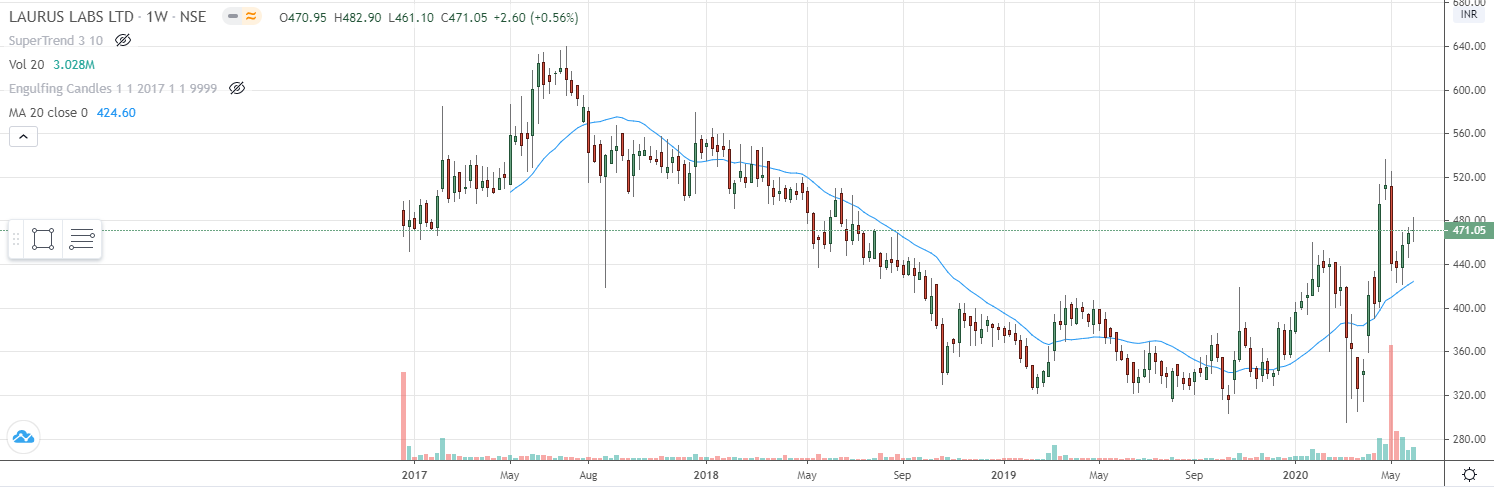 LAURUS LABS LTD · 1W · NSE O470.95 H482.90 L461.10 C471.05 +2.60 (+0.56%)
SuperTrend 3 10
Vol 20 3.028M
Engulfing Candles 1 1 2017 1 1 9999
MA 20 close 0 424.60
680.00
INR
640.00
600.00
560.00
520.00
480.00
471.05
440.00
400.00
360.00
320.00
280.00
2017 May Aug 2018 May Sep 2019 May Sep 2020 May